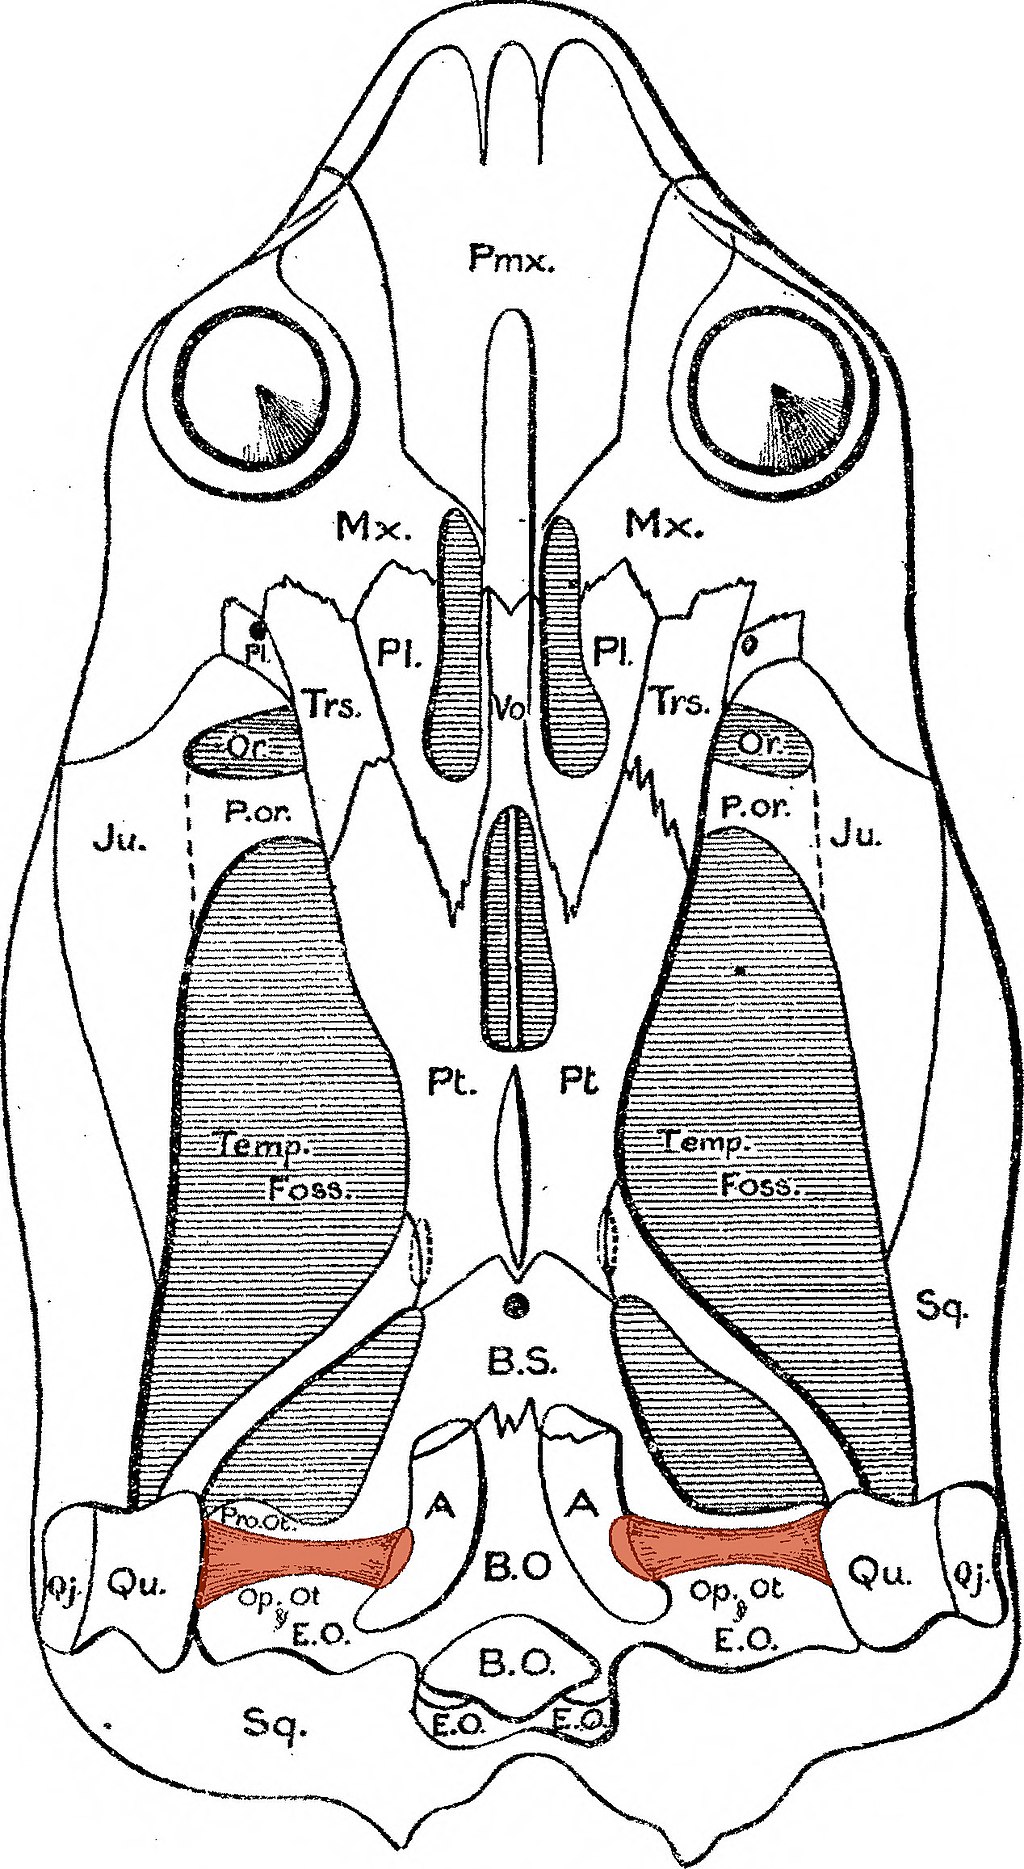 Pmx.
Mx. Mx.
Pl. Pl. Pl.
Trs. Vo Trs.
Or. Or.
P.or. P.or.
Ju. Ju.
Pt. Pt
Temp. Temp.
Foss. Foss.
Sq.
B.S.
A A
Pro.Ot.
B.O
Qj. Qu. Qu. Qj.
Op. Ot Op. Ot
& &
E.O. E.O.
B.O.
Sq. E.O. E.O.